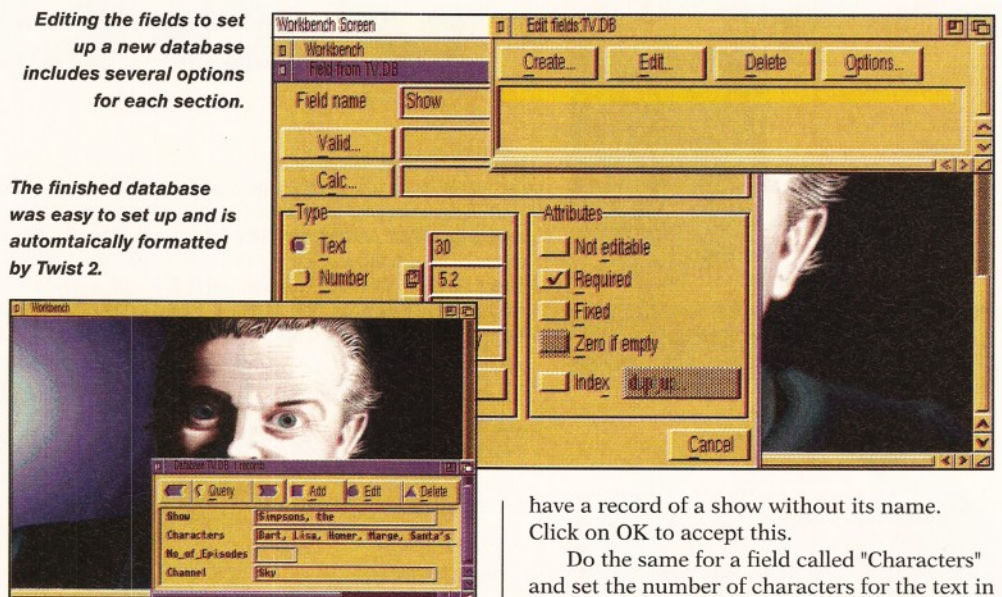 Editing the fields to set
up a new database
includes several options
for each section.
The finished database
was easy to set up and is
automtaically formatted
by Twist 2.
Workbench Screen
Workbench
Field from TV.DB
Field name Show
Valid...
Calc...
Type
Text 30
Number 5.2
Attributes
Not editable
Required
Fixed
Zero if empty
Index
Cancel
Edit fields:TV.DB
Create... Edit... Delete Options...
Workbench
Database TV.DB 1 records
Query Add Edit Delete
Show Simpsons, the
Characters Bart, Lisa, Homer, Marge, Santa's
No_of_Episodes
Channel Sky
have a record of a show without its name.
Click on OK to accept this.
Do the same for a field called "Characters"
and set the number of characters for the text in